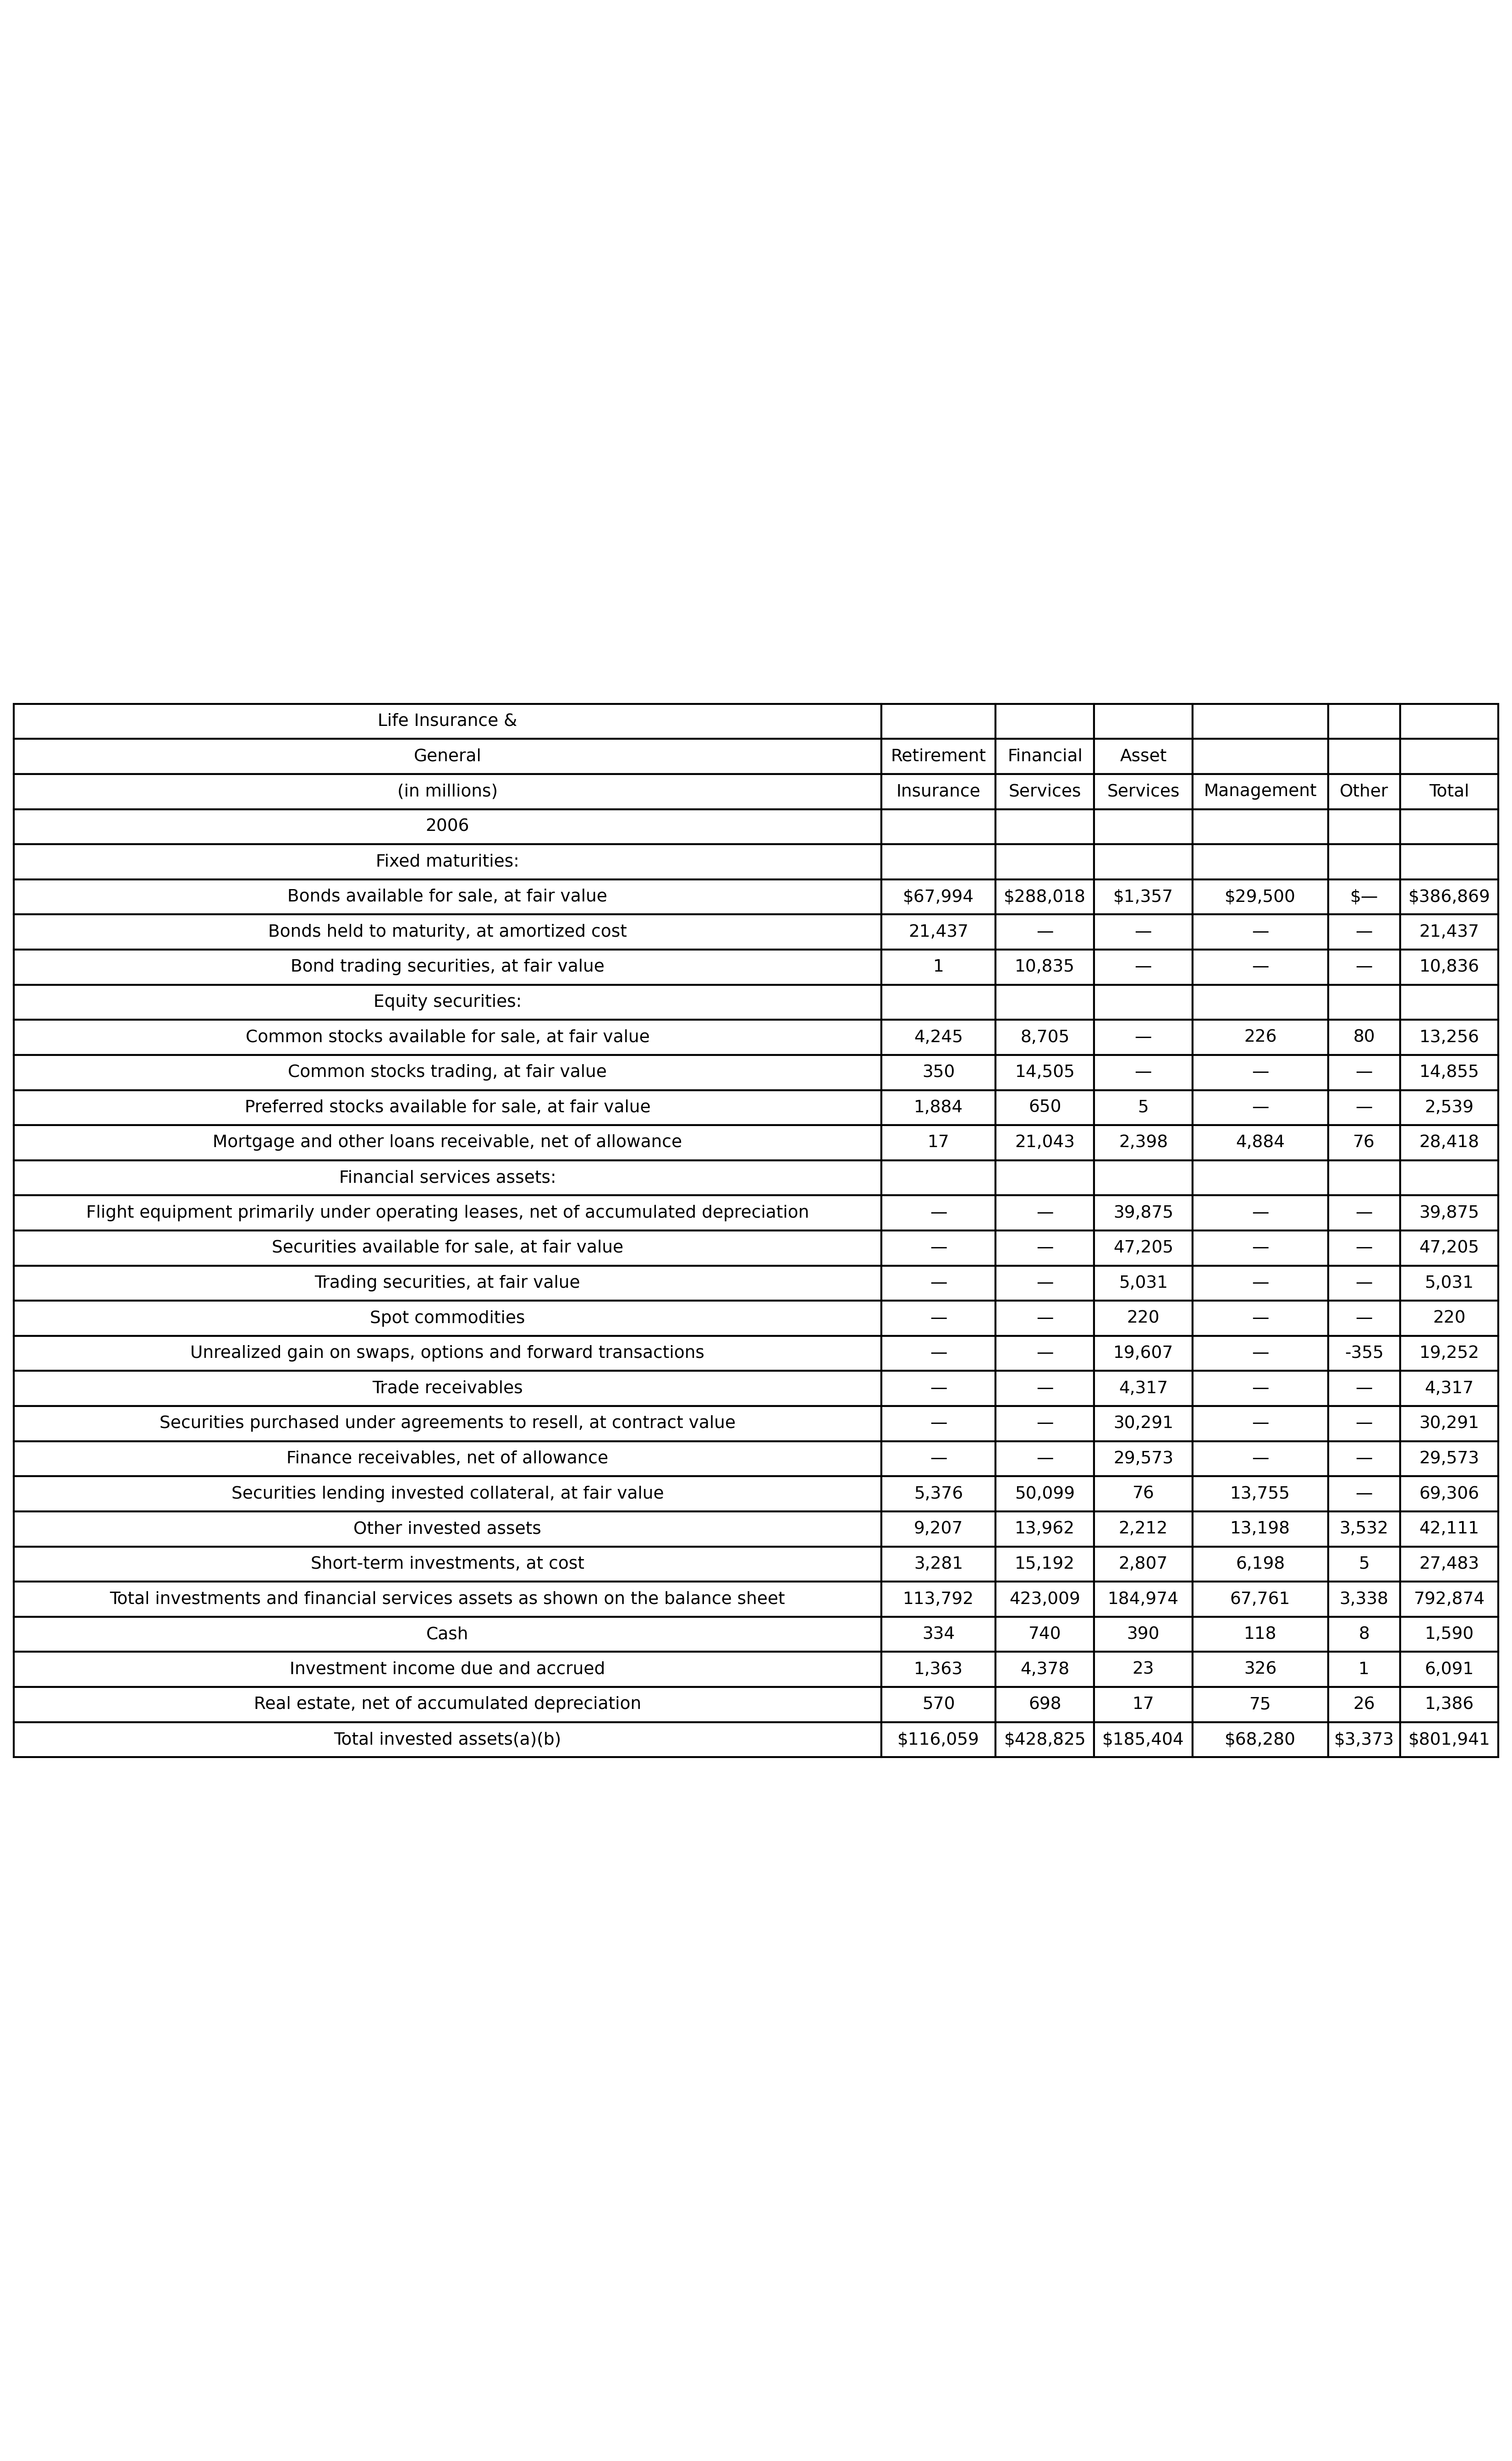 Life Insurance &
General Retirement Financial Asset
(in millions) Insurance Services Services Management Other Total
2006
Fixed maturities:
Bonds available for sale, at fair value $67,994 $288,018 $1,357 $29,500 $— $386,869
Bonds held to maturity, at amortized cost 21,437 — — — — 21,437
Bond trading securities, at fair value 1 10,835 — — — 10,836
Equity securities:
Common stocks available for sale, at fair value 4,245 8,705 — 226 80 13,256
Common stocks trading, at fair value 350 14,505 — — — 14,855
Preferred stocks available for sale, at fair value 1,884 650 5 — — 2,539
Mortgage and other loans receivable, net of allowance 17 21,043 2,398 4,884 76 28,418
Financial services assets:
Flight equipment primarily under operating leases, net of accumulated depreciation — — 39,875 — — 39,875
Securities available for sale, at fair value — — 47,205 — — 47,205
Trading securities, at fair value — — 5,031 — — 5,031
Spot commodities — — 220 — — 220
Unrealized gain on swaps, options and forward transactions — — 19,607 — -355 19,252
Trade receivables — — 4,317 — — 4,317
Securities purchased under agreements to resell, at contract value — — 30,291 — — 30,291
Finance receivables, net of allowance — — 29,573 — — 29,573
Securities lending invested collateral, at fair value 5,376 50,099 76 13,755 — 69,306
Other invested assets 9,207 13,962 2,212 13,198 3,532 42,111
Short-term investments, at cost 3,281 15,192 2,807 6,198 5 27,483
Total investments and financial services assets as shown on the balance sheet 113,792 423,009 184,974 67,761 3,338 792,874
Cash 334 740 390 118 8 1,590
Investment income due and accrued 1,363 4,378 23 326 1 6,091
Real estate, net of accumulated depreciation 570 698 17 75 26 1,386
Total invested assets(a)(b) $116,059 $428,825 $185,404 $68,280 $3,373 $801,941